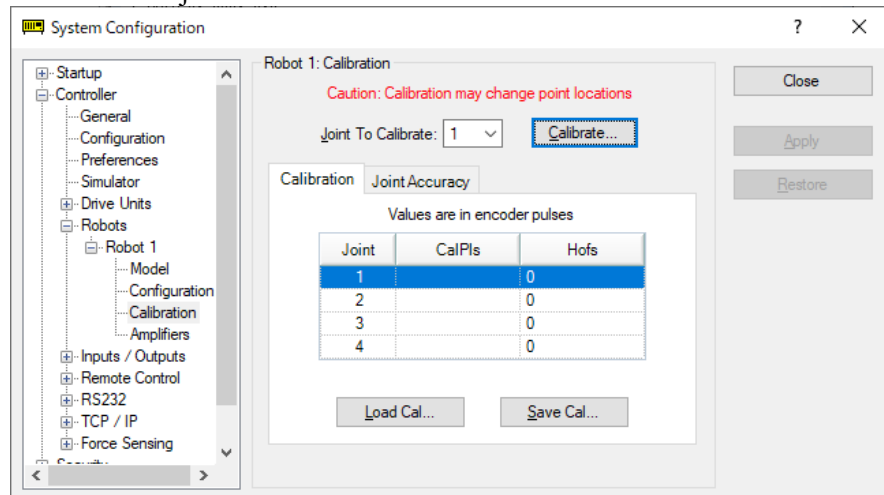 System Configuration
?
Startup
Controller
General
Configuration
Preferences
Simulator
Drive Units
Robots
Robot 1
Model
Configuration
Calibration
Amplifiers
Inputs / Outputs
Remote Control
RS232
TCP / IP
Force Sensing
Robot 1: Calibration
Caution: Calibration may change point locations
Joint To Calibrate: 1 Calibrate...
Calibration Joint Accuracy
Values are in encoder pulses
Joint CalPls Hofs
1 0
2 0
3 0
4 0
Load Cal... Save Cal...
Close
Apply
Restore